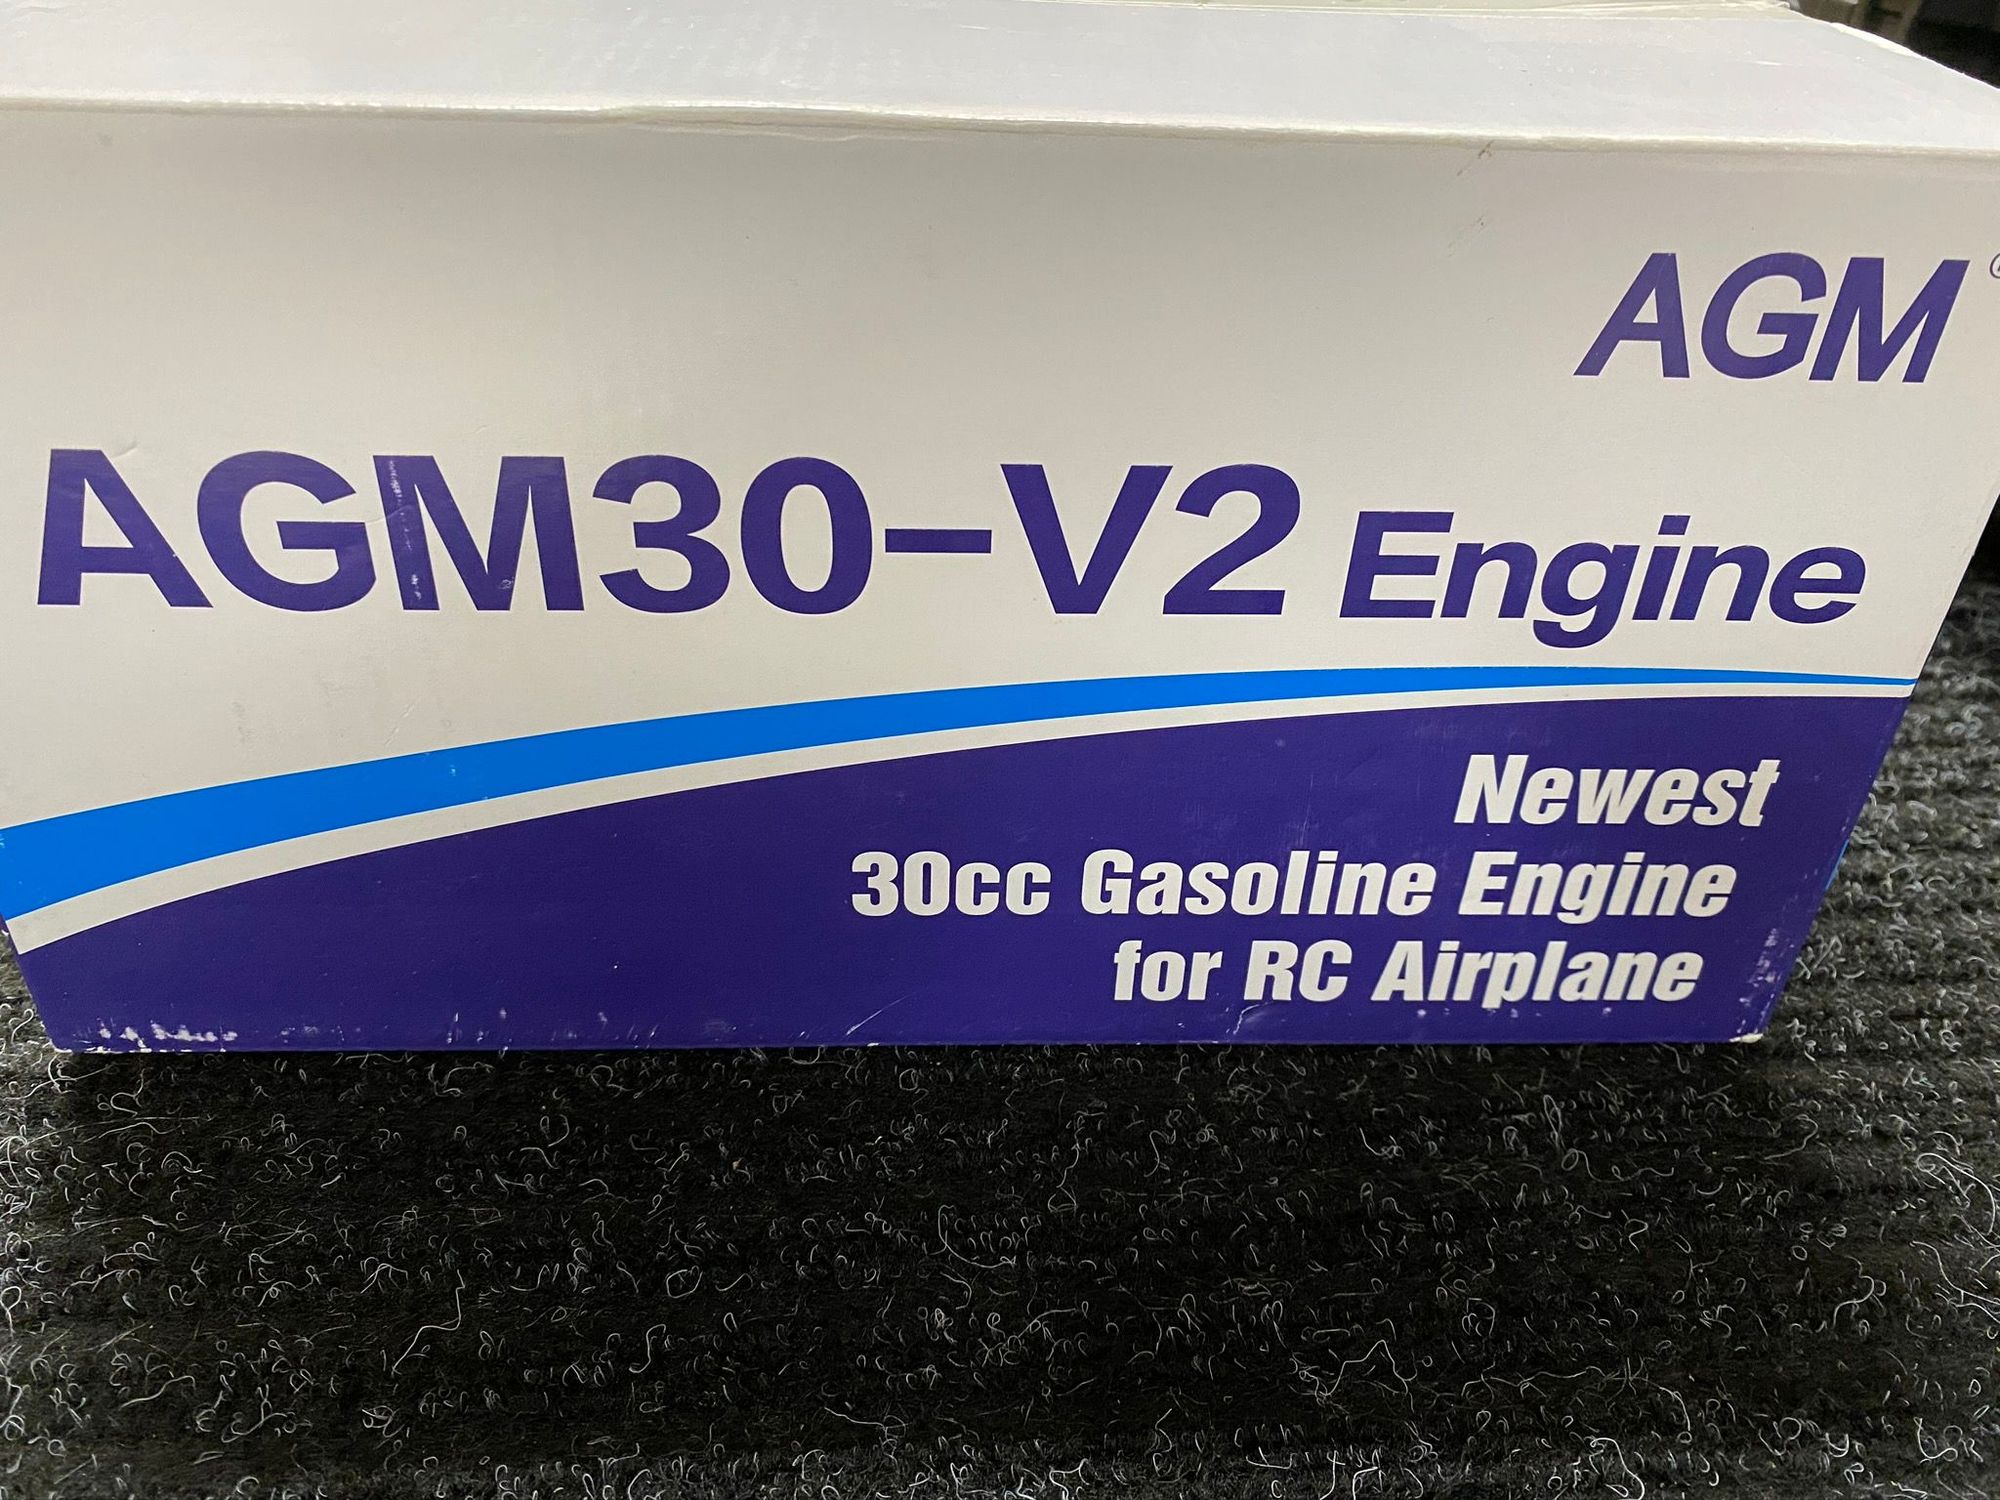 AGM
AGM30-V2 Engine
Newest
30cc Gasoline Engine
for RC Airplane